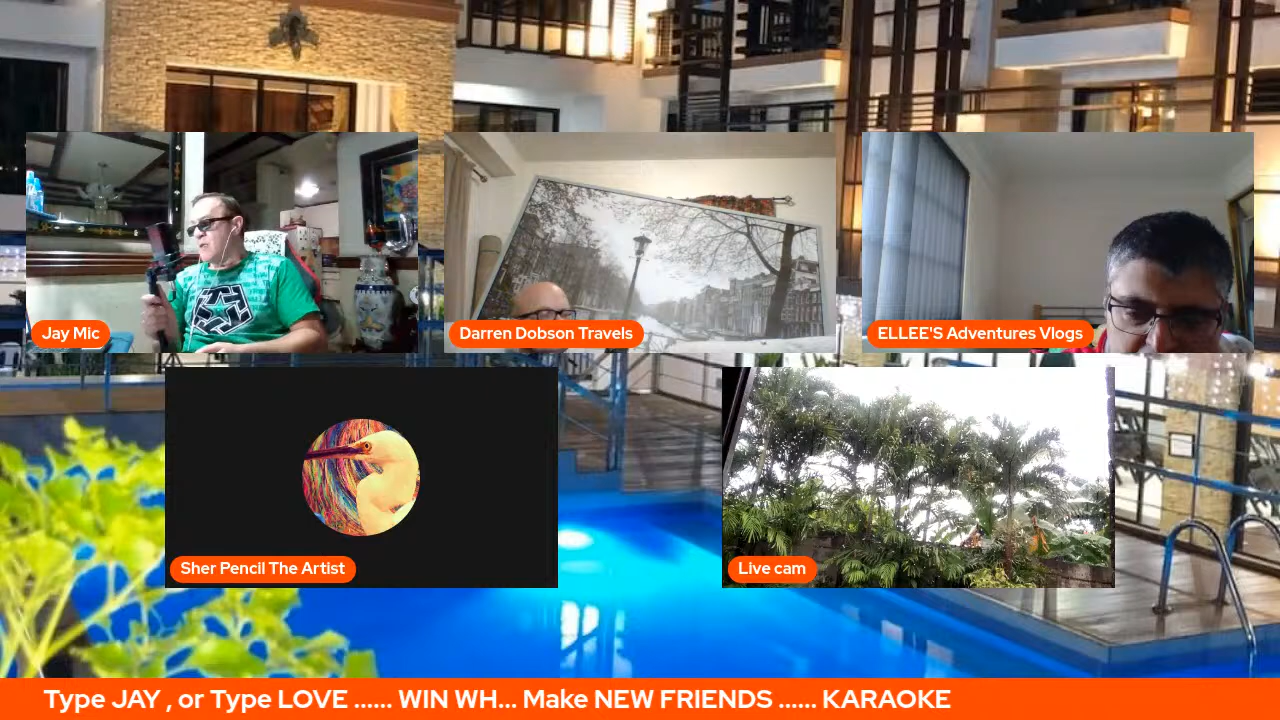 Jay Mic
Darren Dobson Travels
ELLEE'S Adventures Vlogs
Sher Pencil The Artist
Live cam
Type JAY , or Type LOVE ...... WIN WH... Make NEW FRIENDS ...... KARAOKE